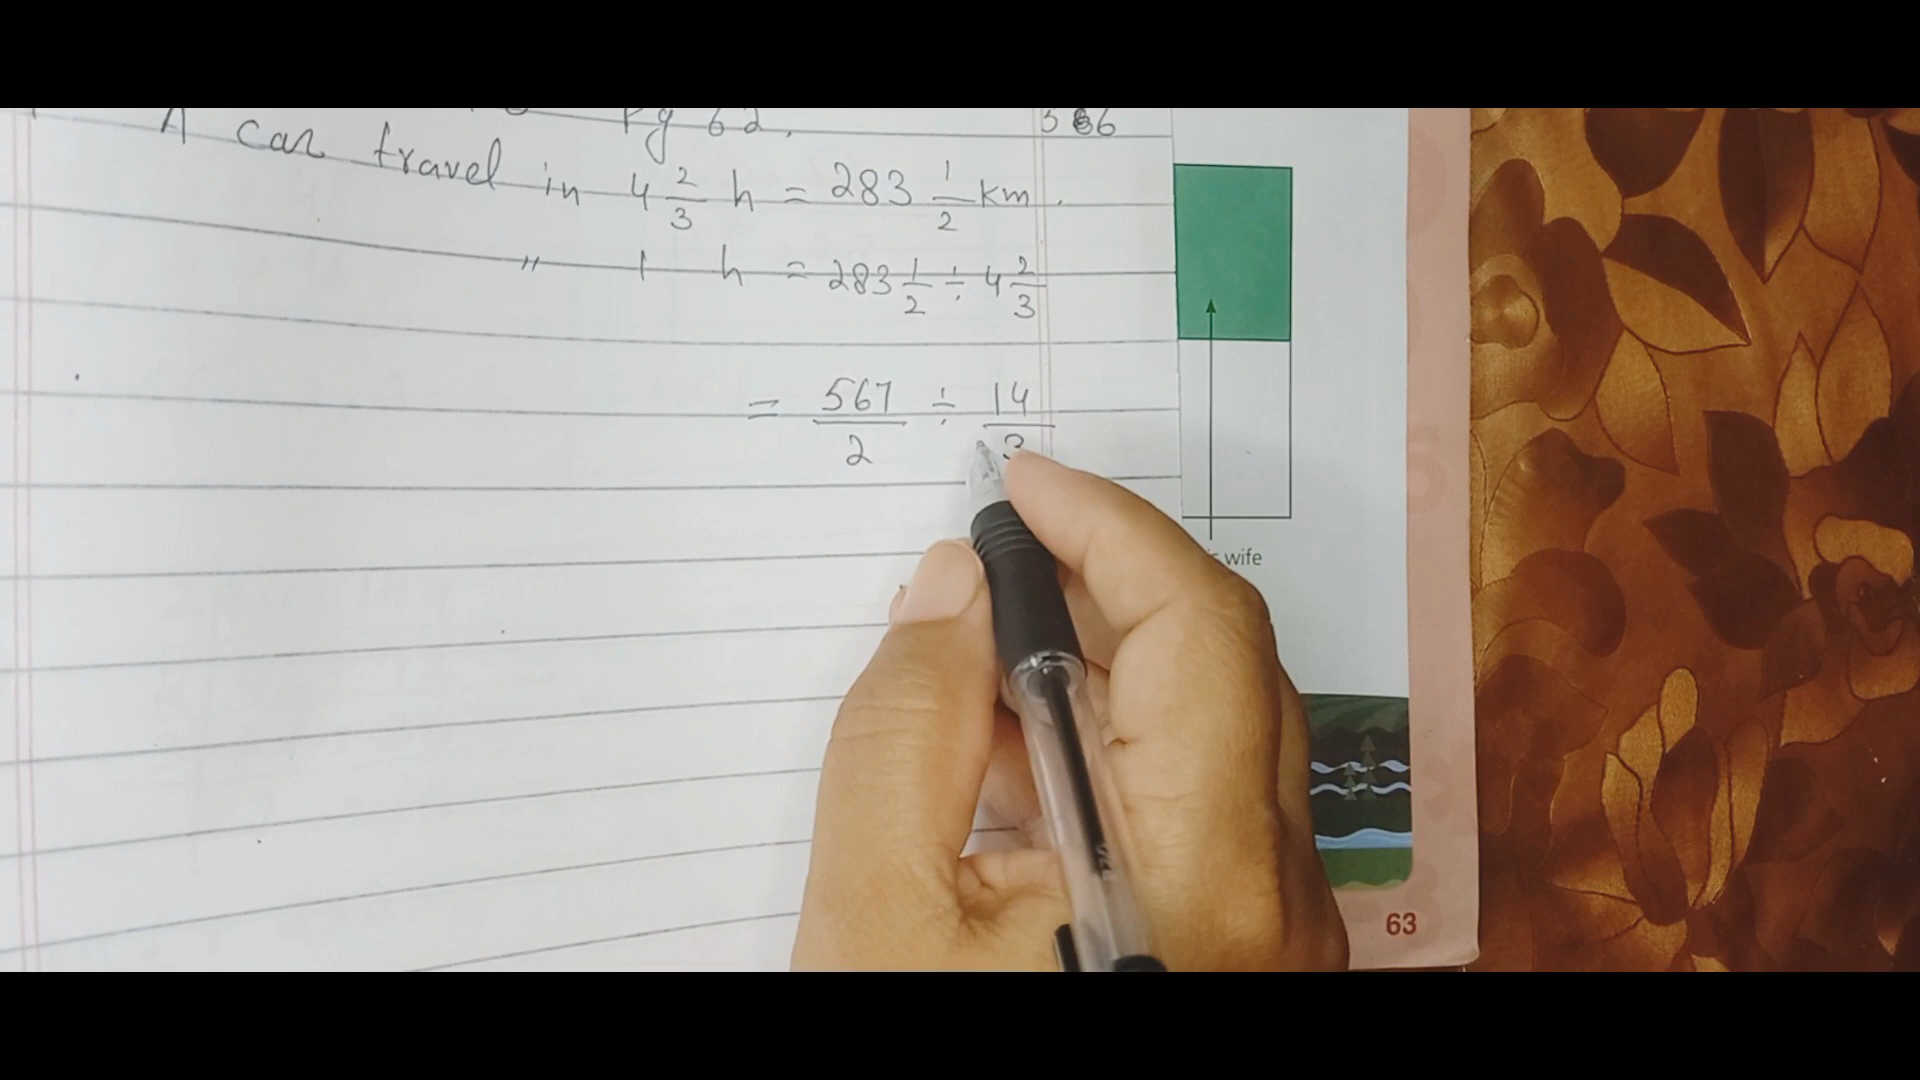 Pg 62.
A car travel in 4 2/3 h = 283 1/2 km.
" 1 h = 283 1/2 ÷ 4 2/3
= 567/2 ÷ 14/3
wife
63